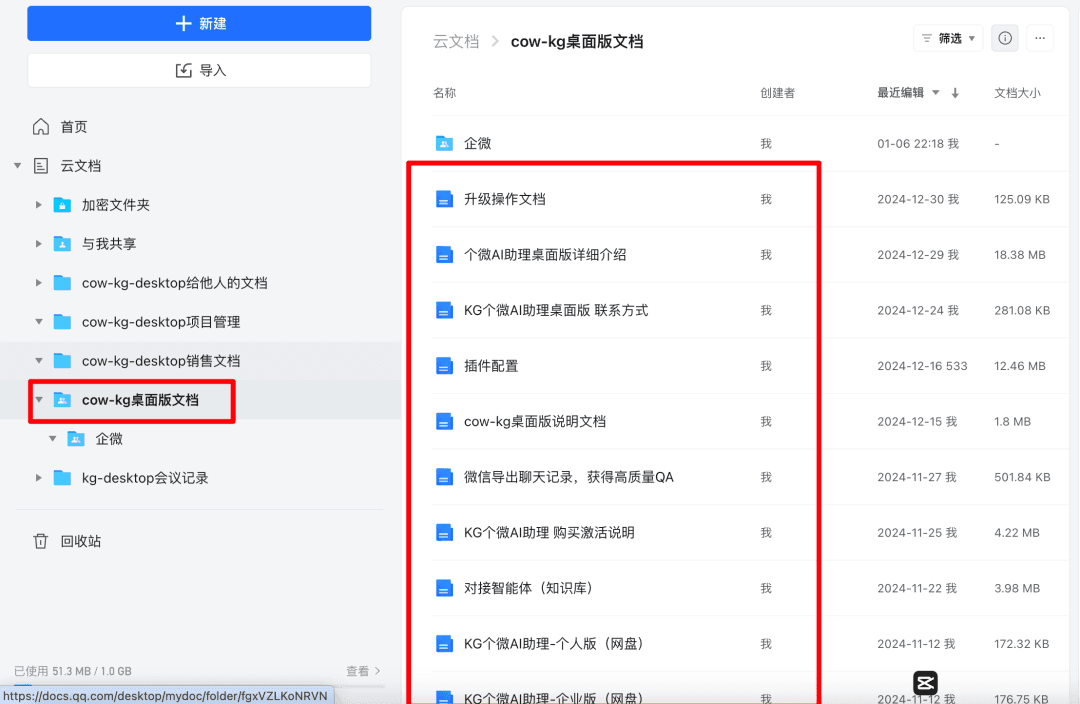 新建
导入
首页
云文档
加密文件夹
与我共享
cow-kg-desktop给他人的文档
cow-kg-desktop项目管理
cow-kg-desktop销售文档
cow-kg桌面版文档
企微
kg-desktop会议记录
回收站
已使用 51.3 MB / 1.0 GB 查看
https://docs.qq.com/desktop/mydoc/folder/fgxVZLKoNRVN
云文档 cow-kg桌面版文档 筛选 ...
名称 创建者 最近编辑 文档大小
企微 我 01-06 22:18 我 -
升级操作文档 我 2024-12-30 我 125.09 KB
个微AI助理桌面版详细介绍 我 2024-12-29 我 18.38 MB
KG个微AI助理桌面版 联系方式 我 2024-12-24 我 281.08 KB
插件配置 我 2024-12-16 533 12.46 MB
cow-kg桌面版说明文档 我 2024-12-15 我 1.8 MB
微信导出聊天记录，获得高质量QA 我 2024-11-27 我 501.84 KB
KG个微AI助理 购买激活说明 我 2024-11-25 我 4.22 MB
对接智能体（知识库） 我 2024-11-22 我 3.98 MB
KG个微AI助理-个人版（网盘） 我 2024-11-12 我 172.32 KB
KG个微AI助理-企业版（网盘） 我 2024-11-12 我 176.75 KB